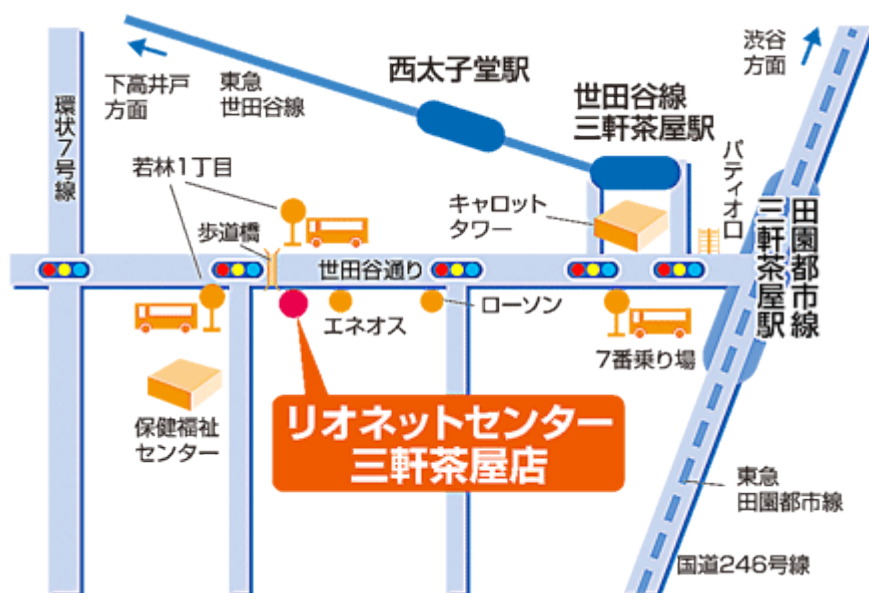 渋谷
方面
下高井戸
方面
東急
世田谷線
西太子堂駅
世田谷線
三軒茶屋駅
環状7号線
若林1丁目
歩道橋
キャロット
タワー
パティオ口
田園都市線
三軒茶屋駅
世田谷通り
エネオス
ローソン
7番乗り場
保健福祉
センター
リオネットセンター
三軒茶屋店
東急
田園都市線
国道246号線